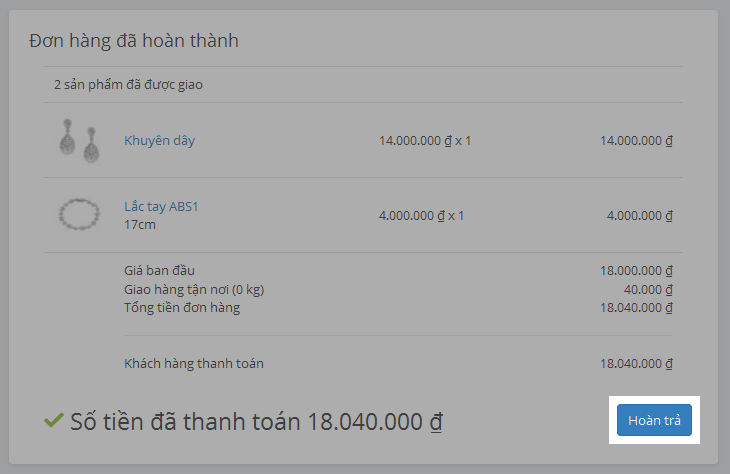 Đơn hàng đã hoàn thành
2 sản phẩm đã được giao
Khuyên dây 14.000.000 ₫ x 1 14.000.000 ₫
Lắc tay ABS1
17cm 4.000.000 ₫ x 1 4.000.000 ₫
Giá ban đầu 18.000.000 ₫
Giao hàng tận nơi (0 kg) 40.000 ₫
Tổng tiền đơn hàng 18.040.000 ₫
Khách hàng thanh toán 18.040.000 ₫
Số tiền đã thanh toán 18.040.000 ₫
Hoàn trả